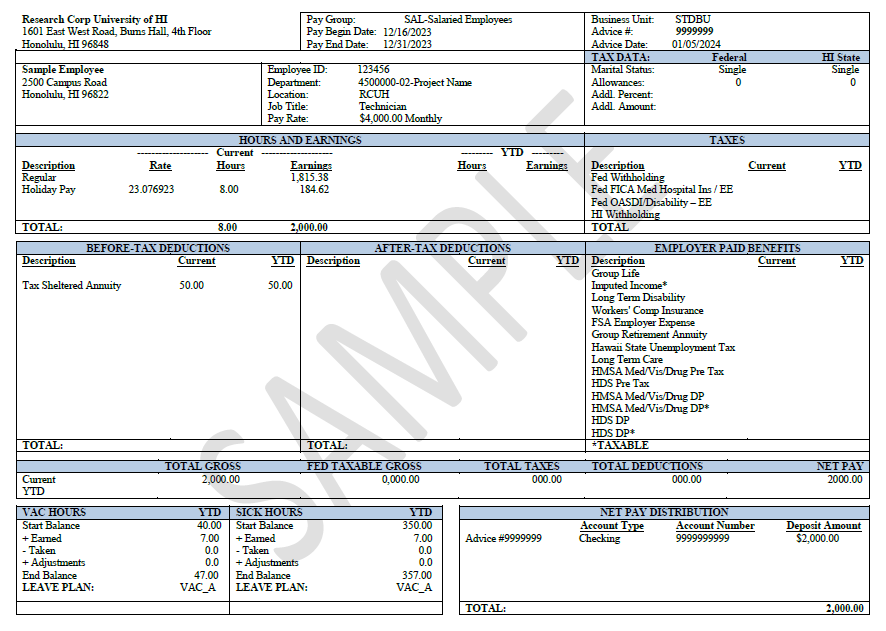 Research Corp University of HI
1601 East West Road, Burns Hall, 4th Floor
Honolulu, HI 96848
Pay Group: SAL-Salaried Employees
Pay Begin Date: 12/16/2023
Pay End Date: 12/31/2023
Business Unit: STDBU
Advice #: 9999999
Advice Date: 01/05/2024
TAX DATA: Federal HI State
Marital Status: Single Single
Allowances: 0 0
Addl. Percent:
Addl. Amount:
Sample Employee
2500 Campus Road
Honolulu, HI 96822
Employee ID: 123456
Department: 4500000-02-Project Name
Location: RCUH
Job Title: Technician
Pay Rate: $4,000.00 Monthly
HOURS AND EARNINGS
-------------------- Current -------------------- --------- YTD ---------
Description Rate Hours Earnings Hours Earnings
Regular 1,815.38
Holiday Pay 23.076923 8.00 184.62
TOTAL: 8.00 2,000.00
TAXES
Description Current YTD
Fed Withholding
Fed FICA Med Hospital Ins / EE
Fed OASDI/Disability – EE
HI Withholding
TOTAL
BEFORE-TAX DEDUCTIONS
Description Current YTD
Tax Sheltered Annuity 50.00 50.00
TOTAL:
AFTER-TAX DEDUCTIONS
Description Current YTD
TOTAL:
EMPLOYER PAID BENEFITS
Description Current YTD
Group Life
Imputed Income*
Long Term Disability
Workers' Comp Insurance
FSA Employer Expense
Group Retirement Annuity
Hawaii State Unemployment Tax
Long Term Care
HMSA Med/Vis/Drug Pre Tax
HDS Pre Tax
HMSA Med/Vis/Drug DP
HMSA Med/Vis/Drug DP*
HDS DP
HDS DP*
*TAXABLE
TOTAL GROSS FED TAXABLE GROSS TOTAL TAXES TOTAL DEDUCTIONS NET PAY
Current 2,000.00 0,000.00 000.00 000.00 2000.00
YTD
VAC HOURS YTD
Start Balance 40.00
+ Earned 7.00
- Taken 0.0
+ Adjustments 0.0
End Balance 47.00
LEAVE PLAN: VAC_A
SICK HOURS YTD
Start Balance 350.00
+ Earned 7.00
- Taken 0.0
+ Adjustments 0.0
End Balance 357.00
LEAVE PLAN: VAC_A
NET PAY DISTRIBUTION
Account Type Account Number Deposit Amount
Advice #9999999 Checking 9999999999 $2,000.00
TOTAL: 2,000.00
SAMPLE